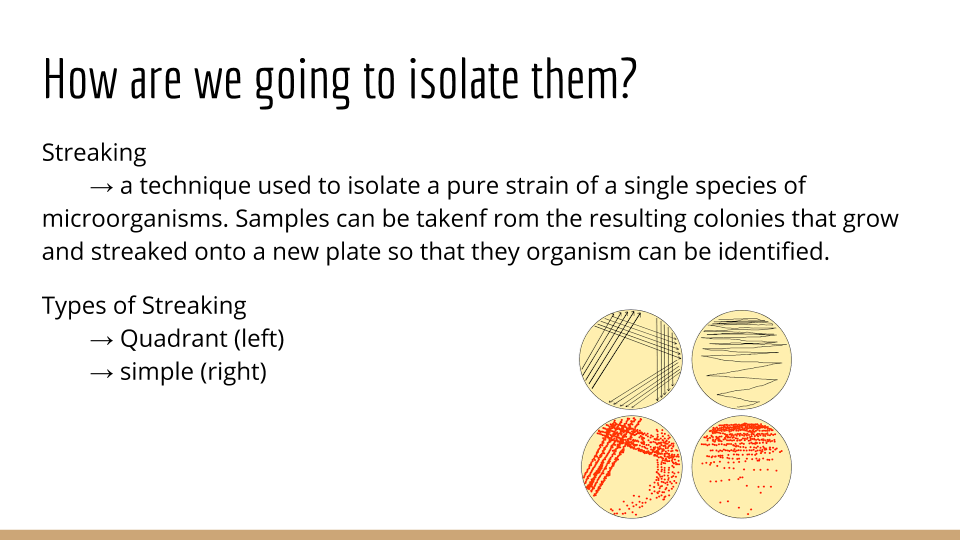 How are we going to isolate them?
Streaking
→ a technique used to isolate a pure strain of a single species of
microorganisms. Samples can be takenf rom the resulting colonies that grow
and streaked onto a new plate so that they organism can be identified.
Types of Streaking
→ Quadrant (left)
→ simple (right)